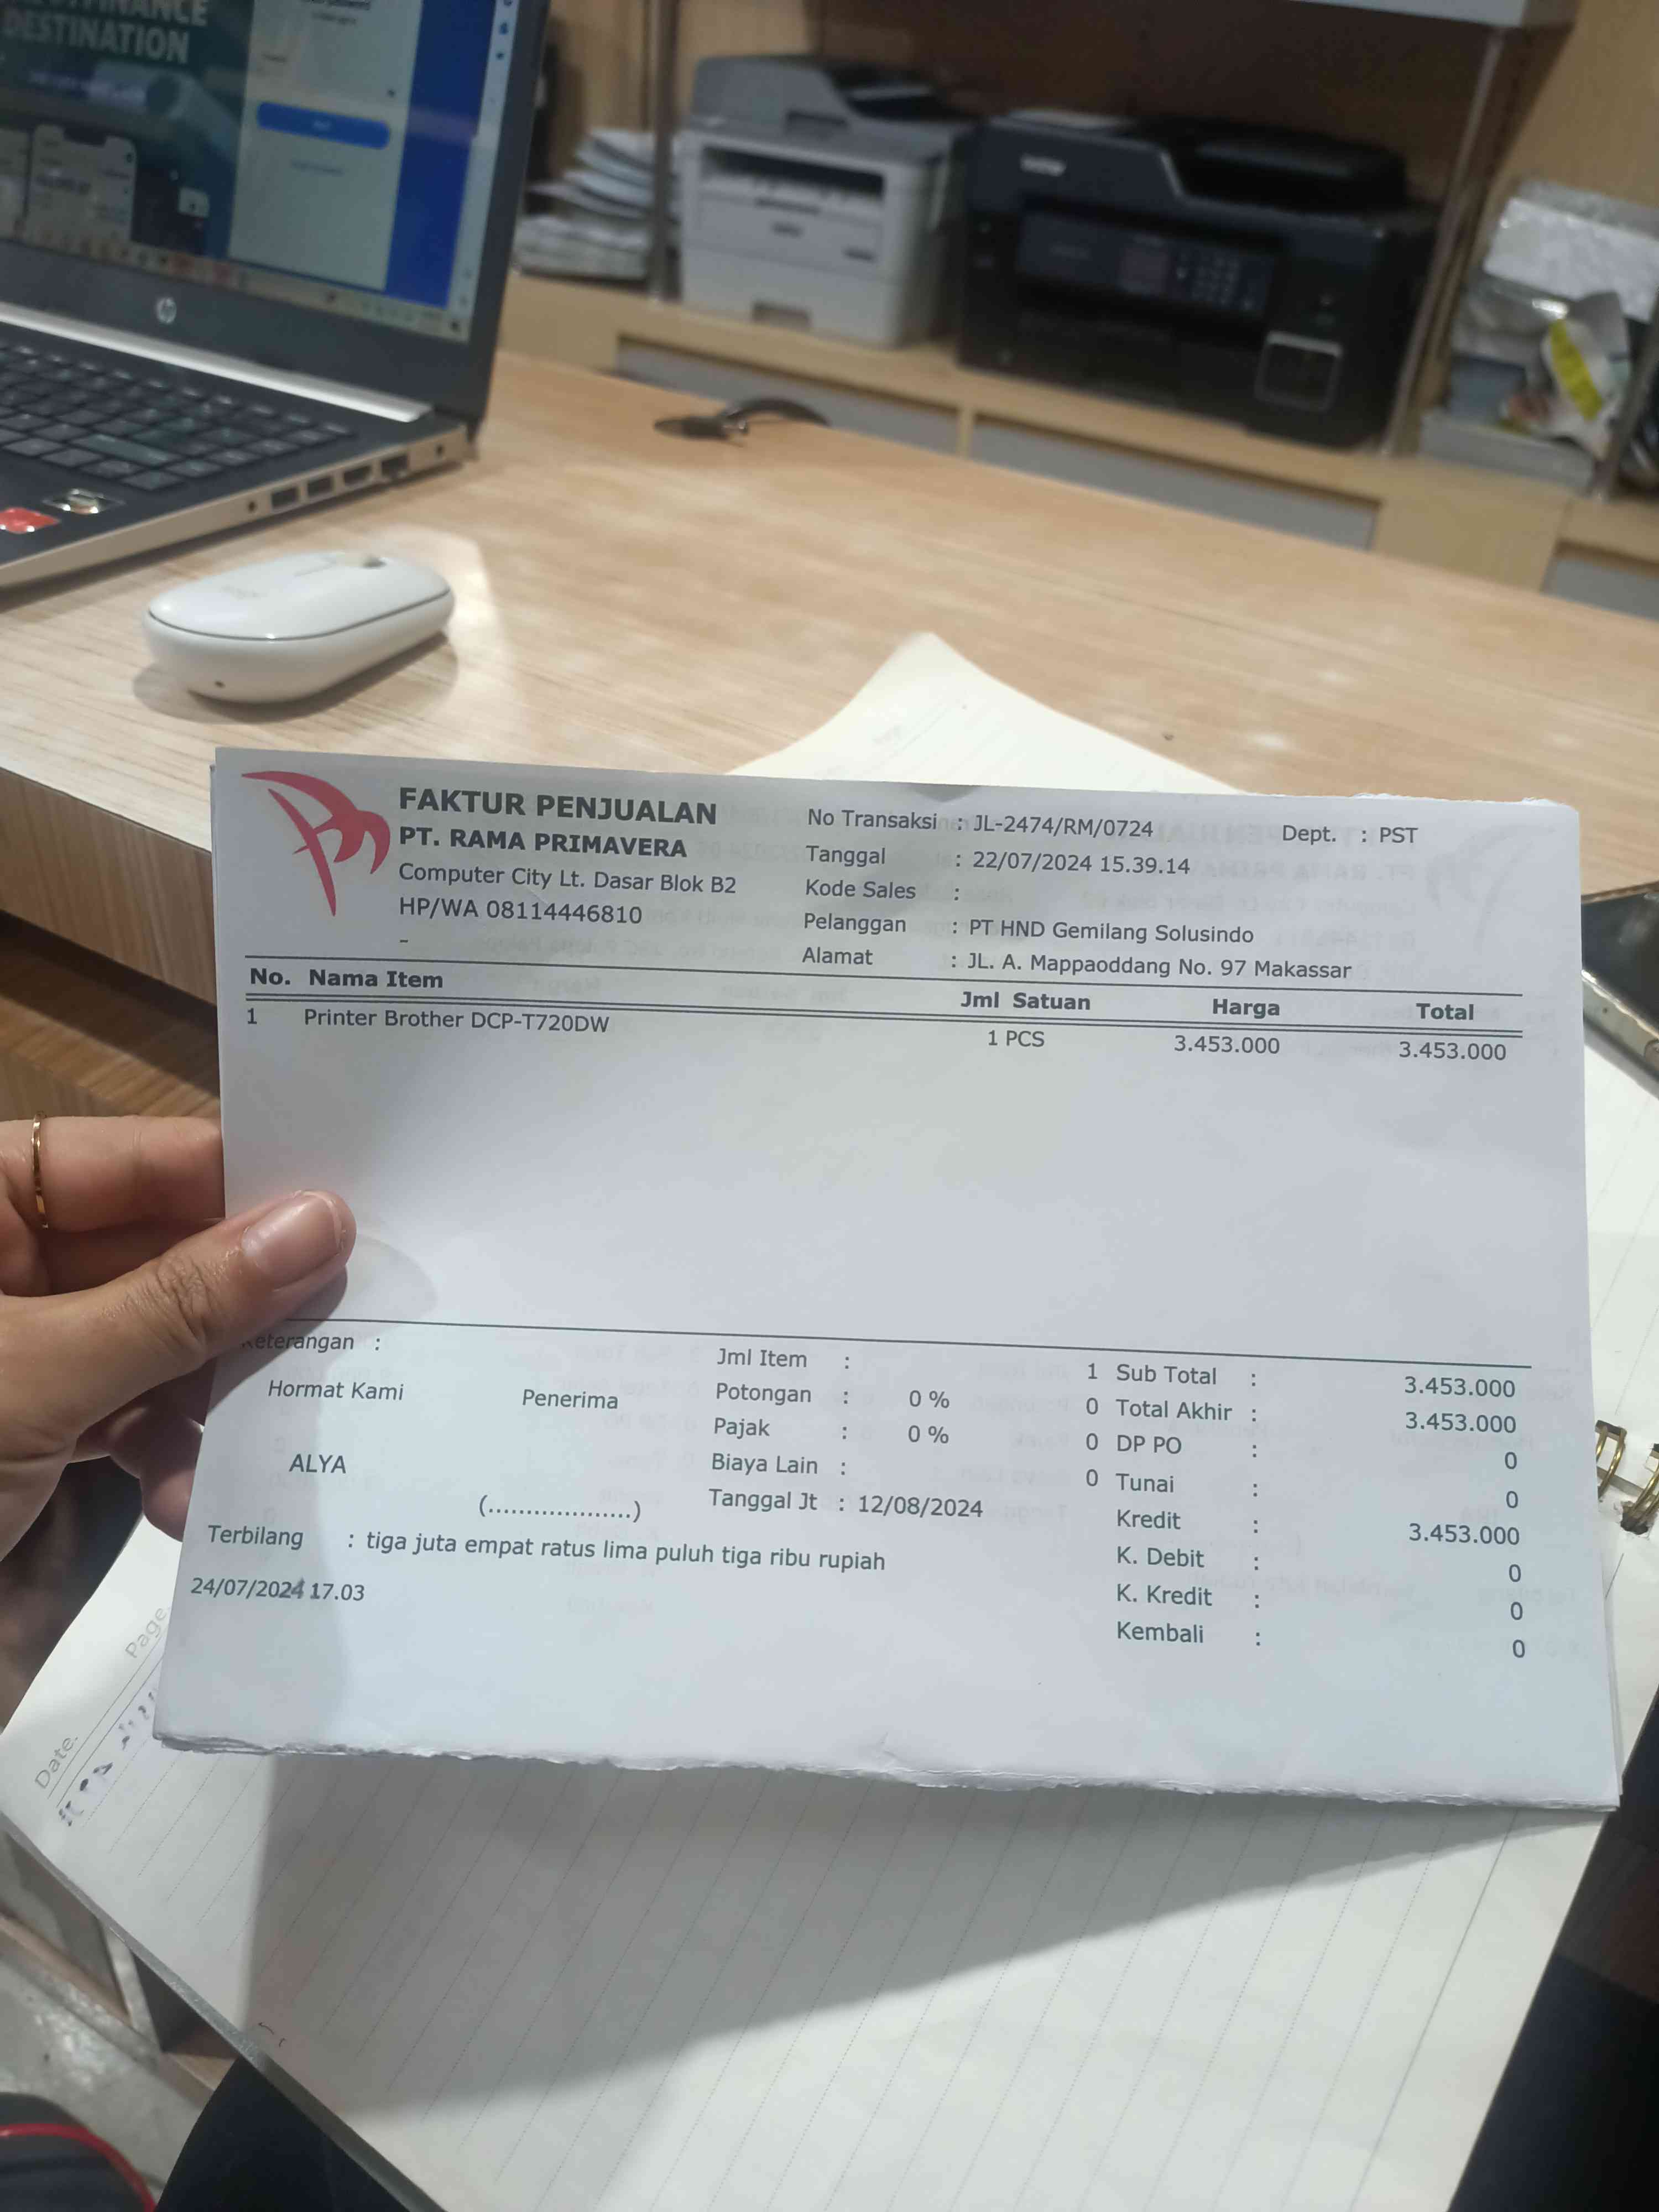 FINANCE
DESTINATION
hp
brother
FAKTUR PENJUALAN
PT. RAMA PRIMAVERA
Computer City Lt. Dasar Blok B2
HP/WA 08114446810
-
No Transaksi : JL-2474/RM/0724 Dept. : PST
Tanggal : 22/07/2024 15.39.14
Kode Sales :
Pelanggan : PT HND Gemilang Solusindo
Alamat : JL. A. Mappaoddang No. 97 Makassar
No. Nama Item Jml Satuan Harga Total
1 Printer Brother DCP-T720DW 1 PCS 3.453.000 3.453.000
Keterangan :
Hormat Kami Penerima
ALYA
(...................)
Jml Item : 1
Potongan : 0 % 0
Pajak : 0 % 0
Biaya Lain : 0
Tanggal Jt : 12/08/2024
Sub Total : 3.453.000
Total Akhir : 3.453.000
DP PO : 0
Tunai : 0
Kredit : 3.453.000
K. Debit : 0
K. Kredit : 0
Kembali : 0
Terbilang : tiga juta empat ratus lima puluh tiga ribu rupiah
24/07/2024 17.03
Page.
Date.